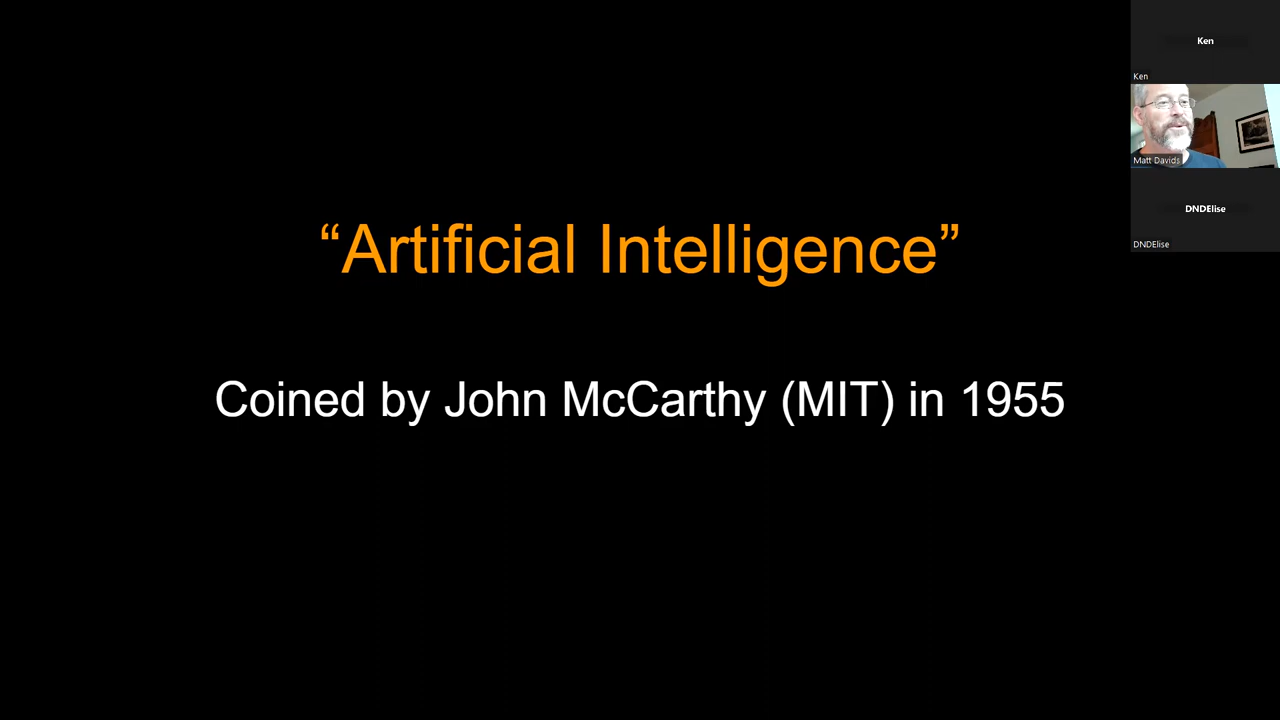 “Artificial Intelligence”
Coined by John McCarthy (MIT) in 1955
Ken
Ken
Matt Davids
DNDElise
DNDElise